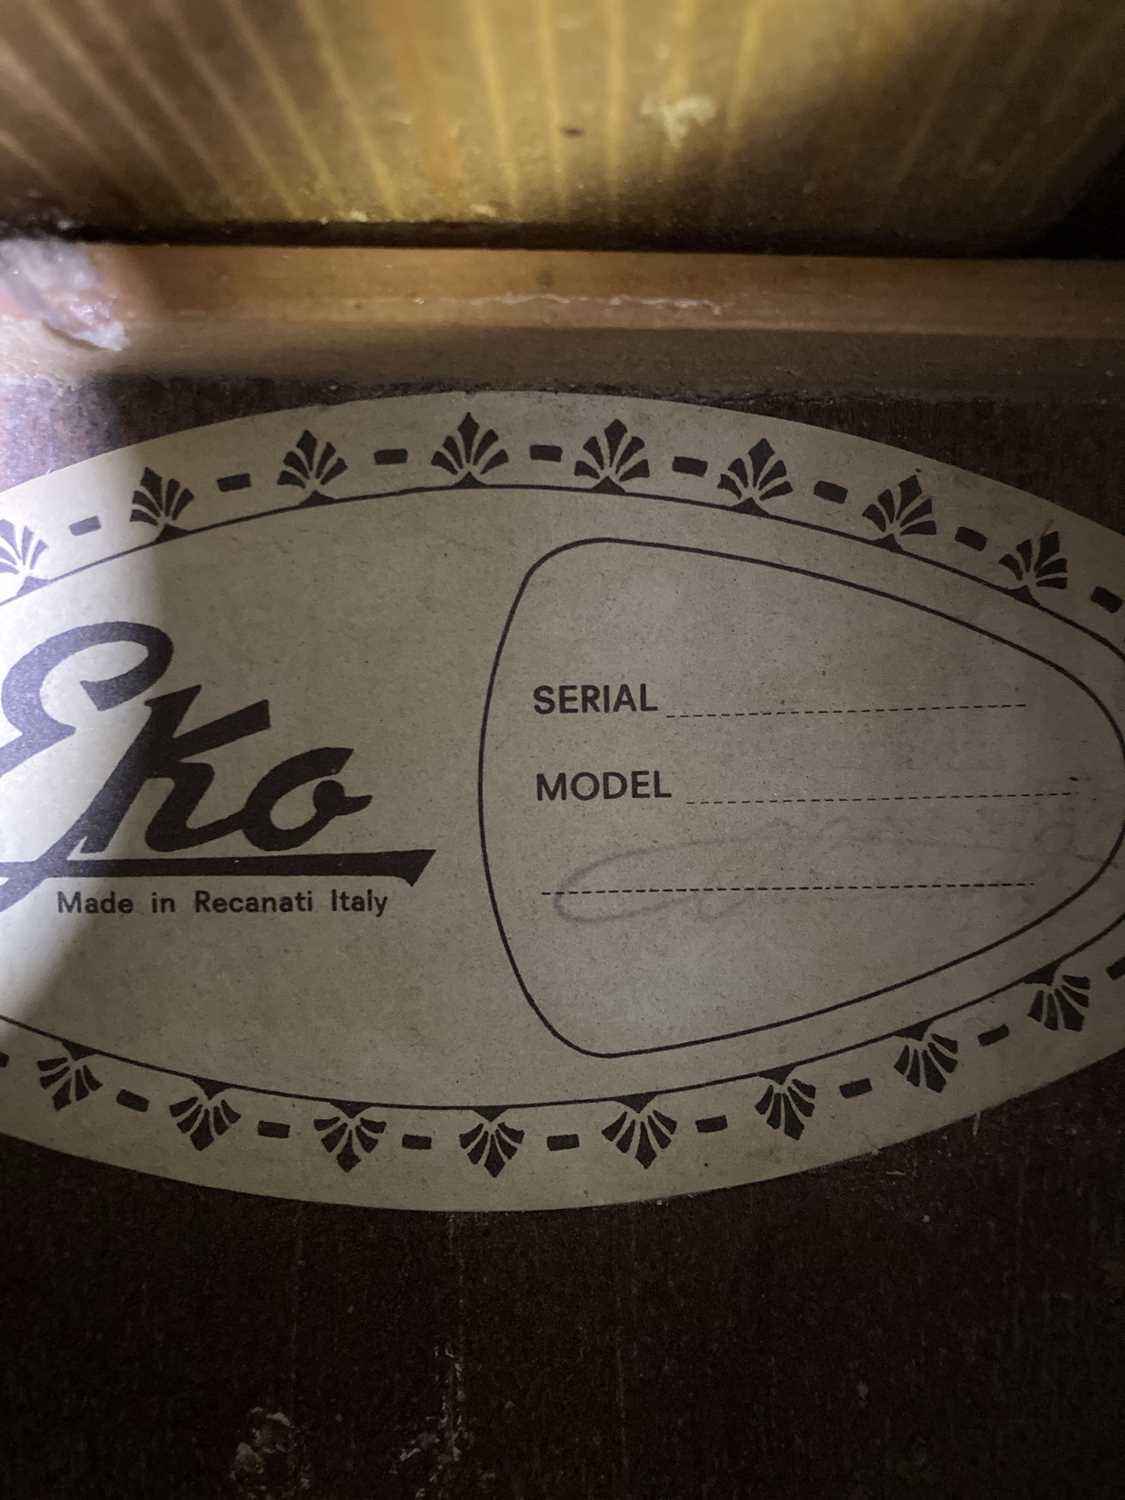 Eko
Made in Recanati Italy
SERIAL
MODEL